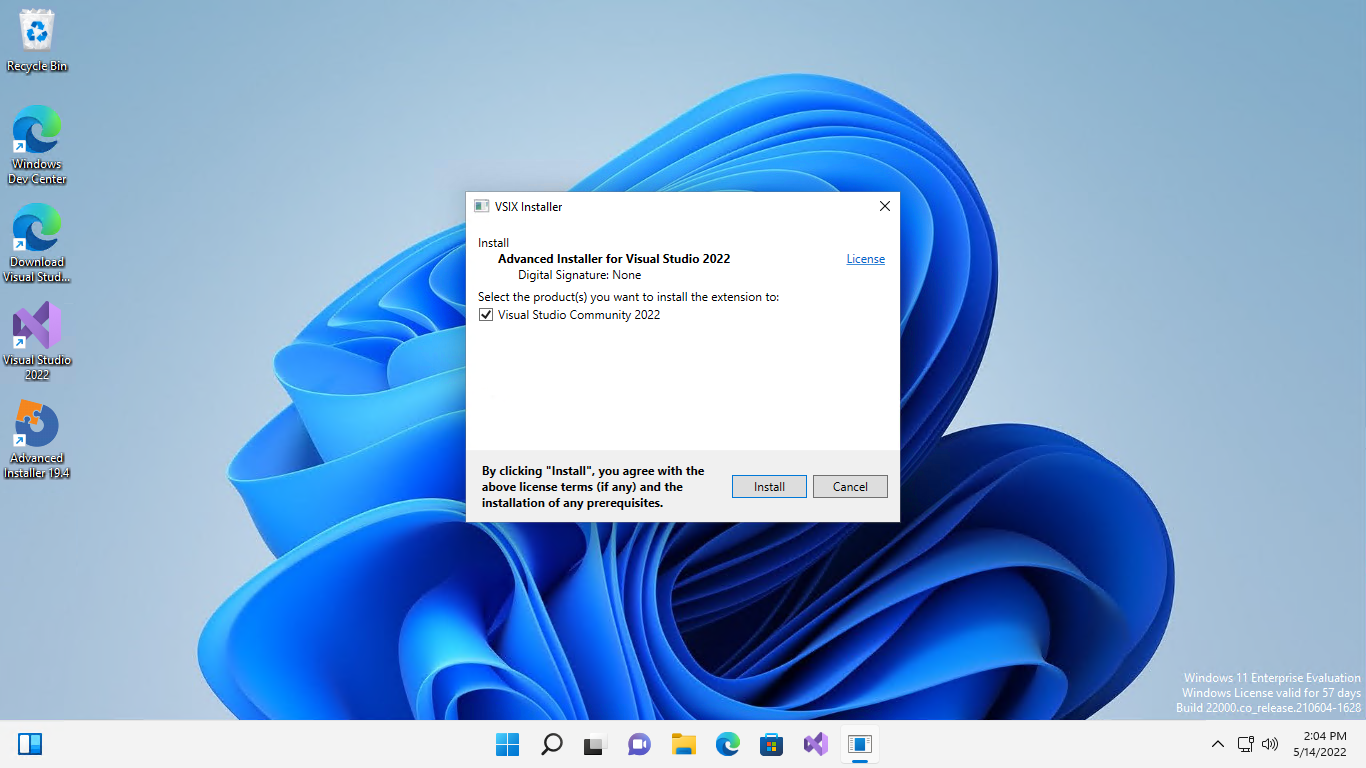 Recycle Bin
Windows
Dev Center
Download
Visual Stud...
Visual Studio
2022
Advanced
Installer 19.4
VSIX Installer
Install
Advanced Installer for Visual Studio 2022
License
Digital Signature: None
Select the product(s) you want to install the extension to:
Visual Studio Community 2022
By clicking "Install", you agree with the
above license terms (if any) and the
installation of any prerequisites.
Install
Cancel
Windows 11 Enterprise Evaluation
Windows License valid for 57 days
Build 22000.co_release.210604-1628
2:04 PM
5/14/2022